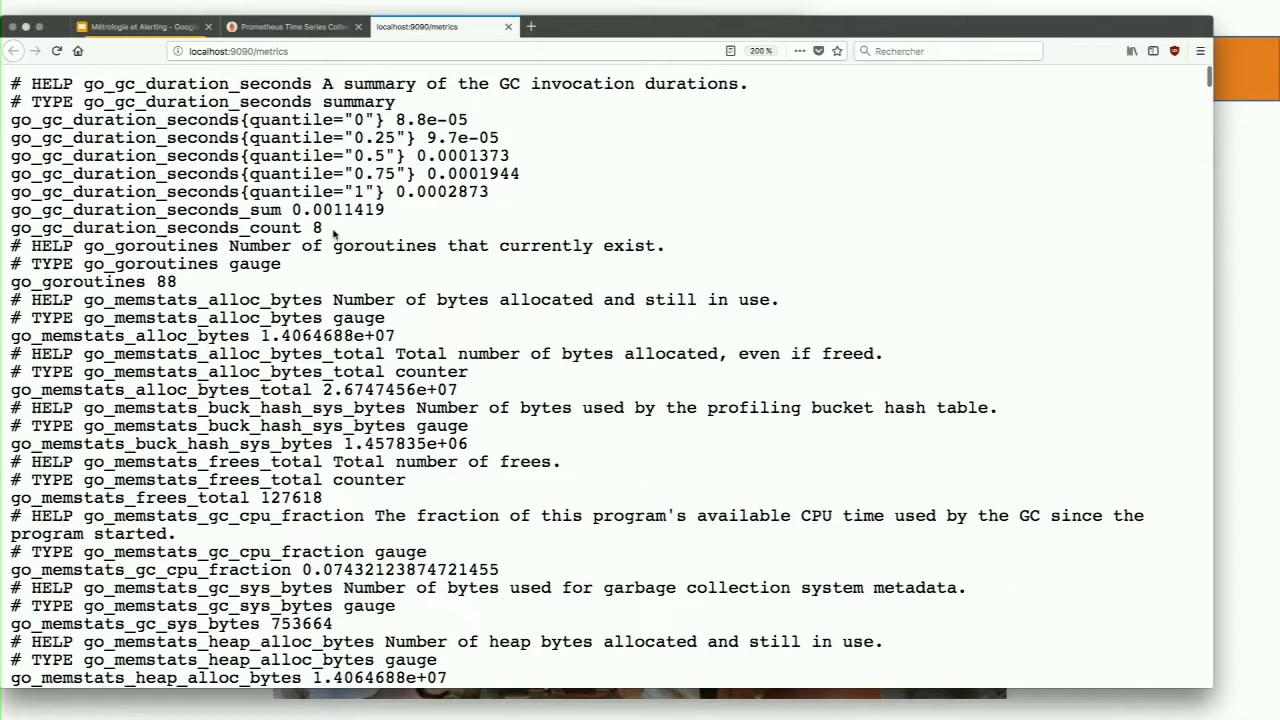 Métrologie et Alerting - Google
Prometheus Time Series Colle
localhost:9090/metrics
localhost:9090/metrics
200 %
Rechercher
# HELP go_gc_duration_seconds A summary of the GC invocation durations.
# TYPE go_gc_duration_seconds summary
go_gc_duration_seconds{quantile="0"} 8.8e-05
go_gc_duration_seconds{quantile="0.25"} 9.7e-05
go_gc_duration_seconds{quantile="0.5"} 0.0001373
go_gc_duration_seconds{quantile="0.75"} 0.0001944
go_gc_duration_seconds{quantile="1"} 0.0002873
go_gc_duration_seconds_sum 0.0011419
go_gc_duration_seconds_count 8
# HELP go_goroutines Number of goroutines that currently exist.
# TYPE go_goroutines gauge
go_goroutines 88
# HELP go_memstats_alloc_bytes Number of bytes allocated and still in use.
# TYPE go_memstats_alloc_bytes gauge
go_memstats_alloc_bytes 1.4064688e+07
# HELP go_memstats_alloc_bytes_total Total number of bytes allocated, even if freed.
# TYPE go_memstats_alloc_bytes_total counter
go_memstats_alloc_bytes_total 2.6747456e+07
# HELP go_memstats_buck_hash_sys_bytes Number of bytes used by the profiling bucket hash table.
# TYPE go_memstats_buck_hash_sys_bytes gauge
go_memstats_buck_hash_sys_bytes 1.457835e+06
# HELP go_memstats_frees_total Total number of frees.
# TYPE go_memstats_frees_total counter
go_memstats_frees_total 127618
# HELP go_memstats_gc_cpu_fraction The fraction of this program's available CPU time used by the GC since the
program started.
# TYPE go_memstats_gc_cpu_fraction gauge
go_memstats_gc_cpu_fraction 0.07432123874721455
# HELP go_memstats_gc_sys_bytes Number of bytes used for garbage collection system metadata.
# TYPE go_memstats_gc_sys_bytes gauge
go_memstats_gc_sys_bytes 753664
# HELP go_memstats_heap_alloc_bytes Number of heap bytes allocated and still in use.
# TYPE go_memstats_heap_alloc_bytes gauge
go_memstats_heap_alloc_bytes 1.4064688e+07